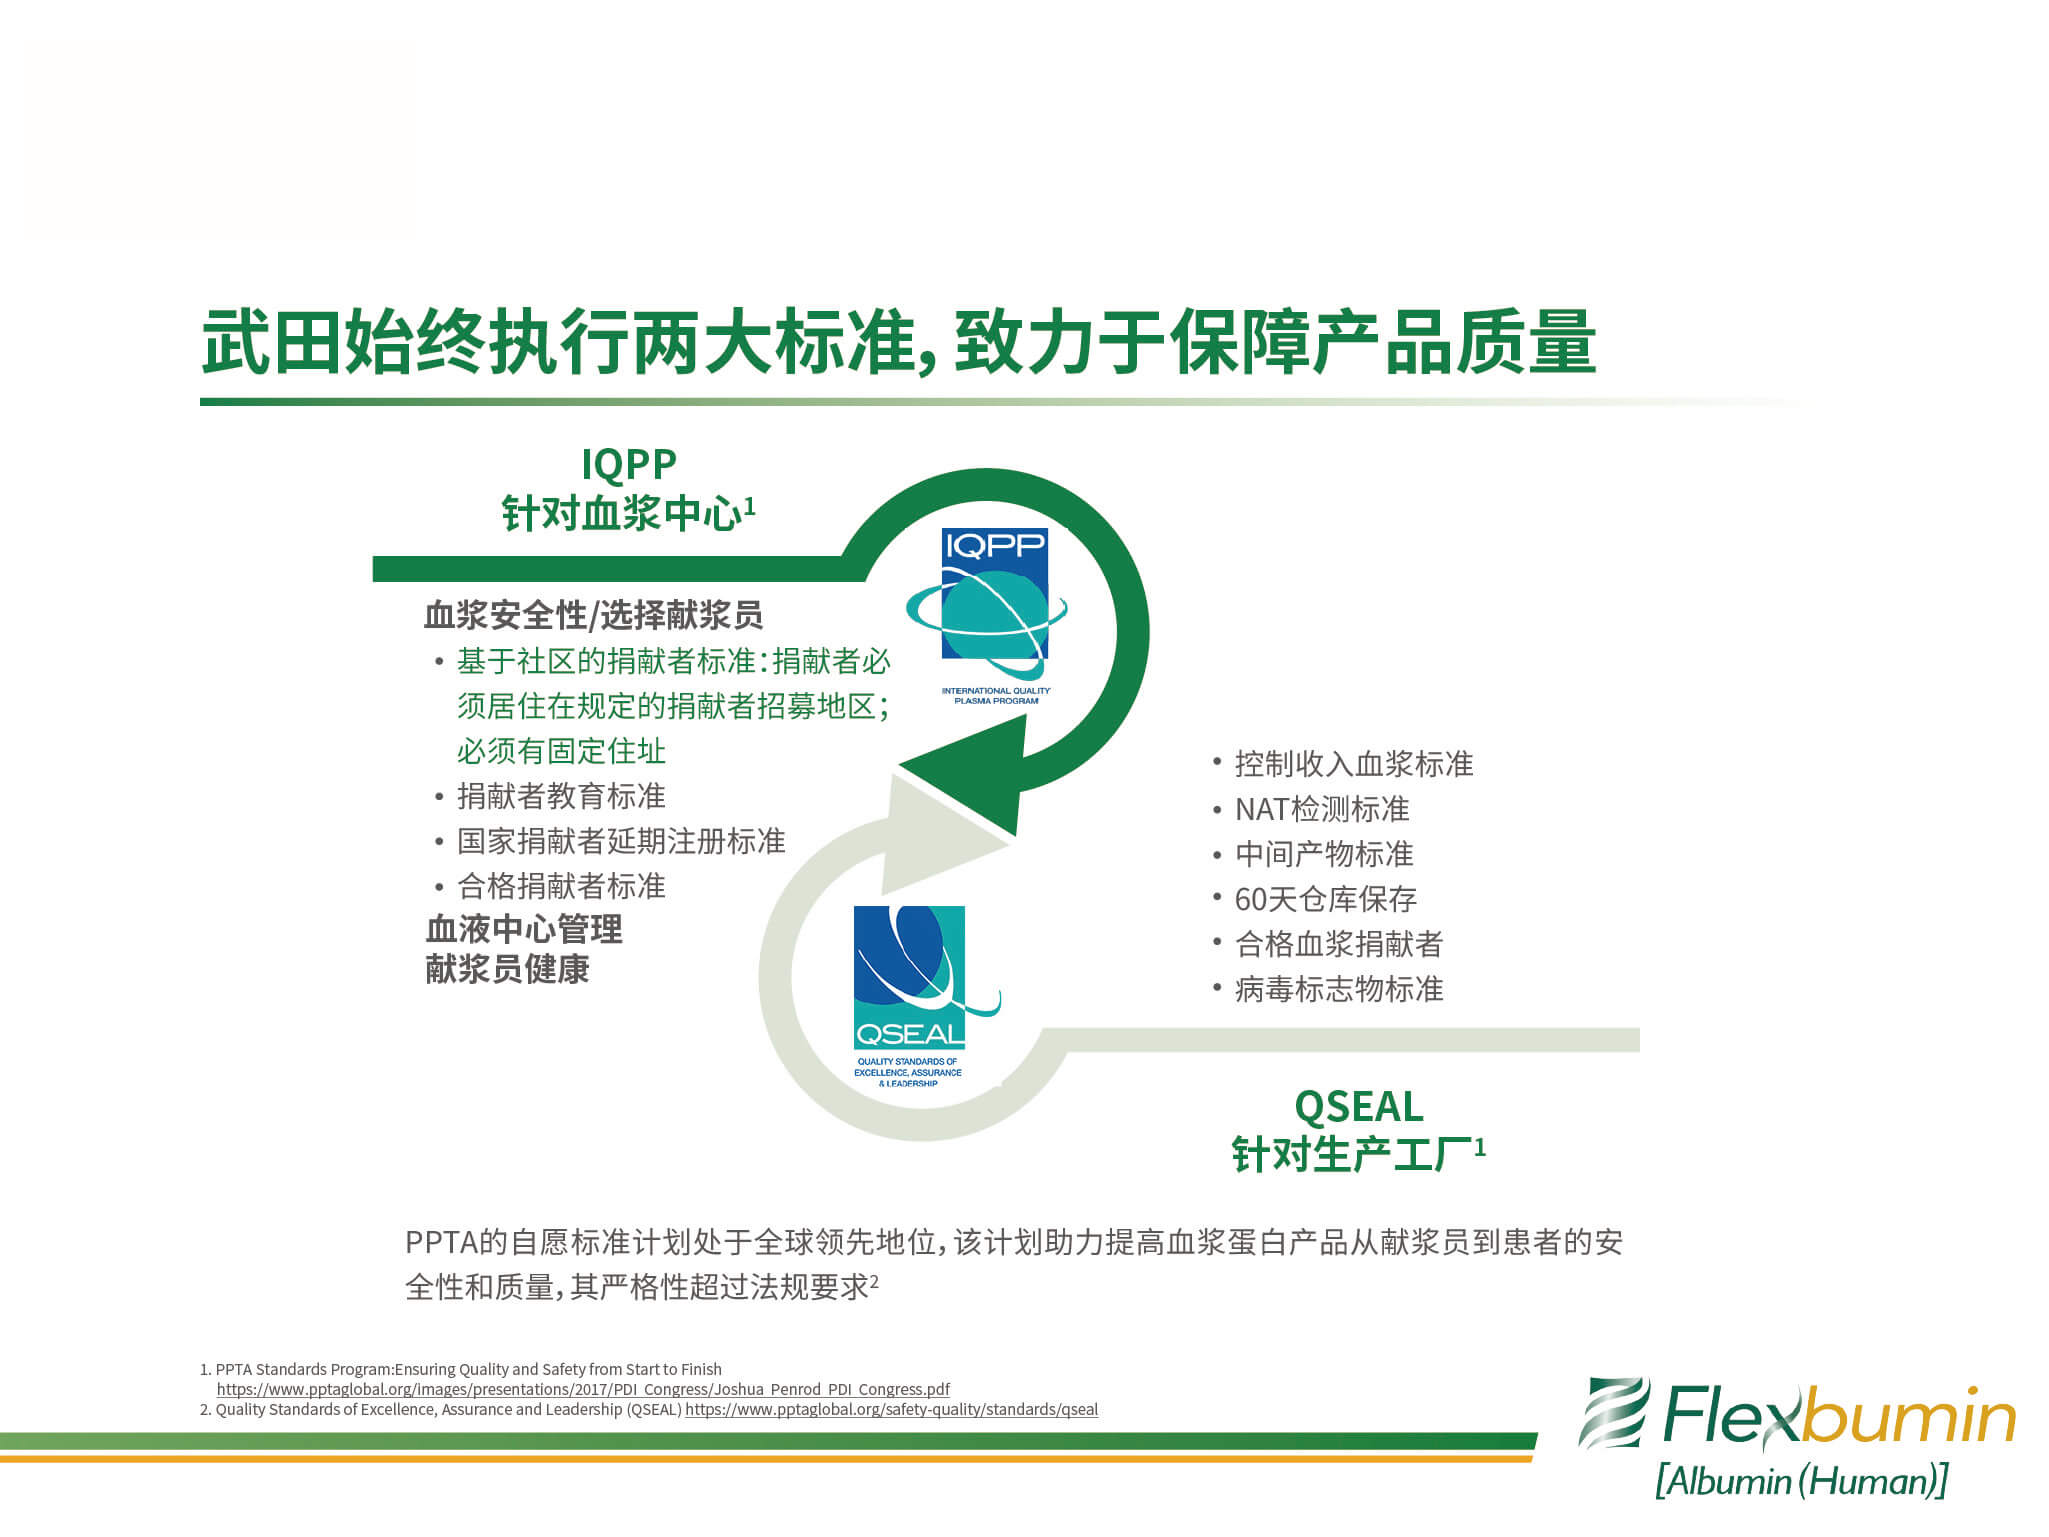 武田始终执行两大标准，致力于保障产品质量
IQPP
针对血浆中心¹
血浆安全性/选择献浆员
• 基于社区的捐献者标准：捐献者必
须居住在规定的捐献者招募地区；
必须有固定住址
• 捐献者教育标准
• 国家捐献者延期注册标准
• 合格捐献者标准
血液中心管理
献浆员健康
IQPP
INTERNATIONAL QUALITY
PLASMA PROGRAM
QSEAL
QUALITY STANDARDS OF
EXCELLENCE, ASSURANCE
& LEADERSHIP
• 控制收入血浆标准
• NAT检测标准
• 中间产物标准
• 60天仓库保存
• 合格血浆捐献者
• 病毒标志物标准
QSEAL
针对生产工厂¹
PPTA的自愿标准计划处于全球领先地位，该计划助力提高血浆蛋白产品从献浆员到患者的安
全性和质量，其严格性超过法规要求²
1. PPTA Standards Program:Ensuring Quality and Safety from Start to Finish
https://www.pptaglobal.org/images/presentations/2017/PDI_Congress/Joshua_Penrod_PDI_Congress.pdf
2. Quality Standards of Excellence, Assurance and Leadership (QSEAL) https://www.pptaglobal.org/safety-quality/standards/qseal
Flexbumin
[Albumin (Human)]